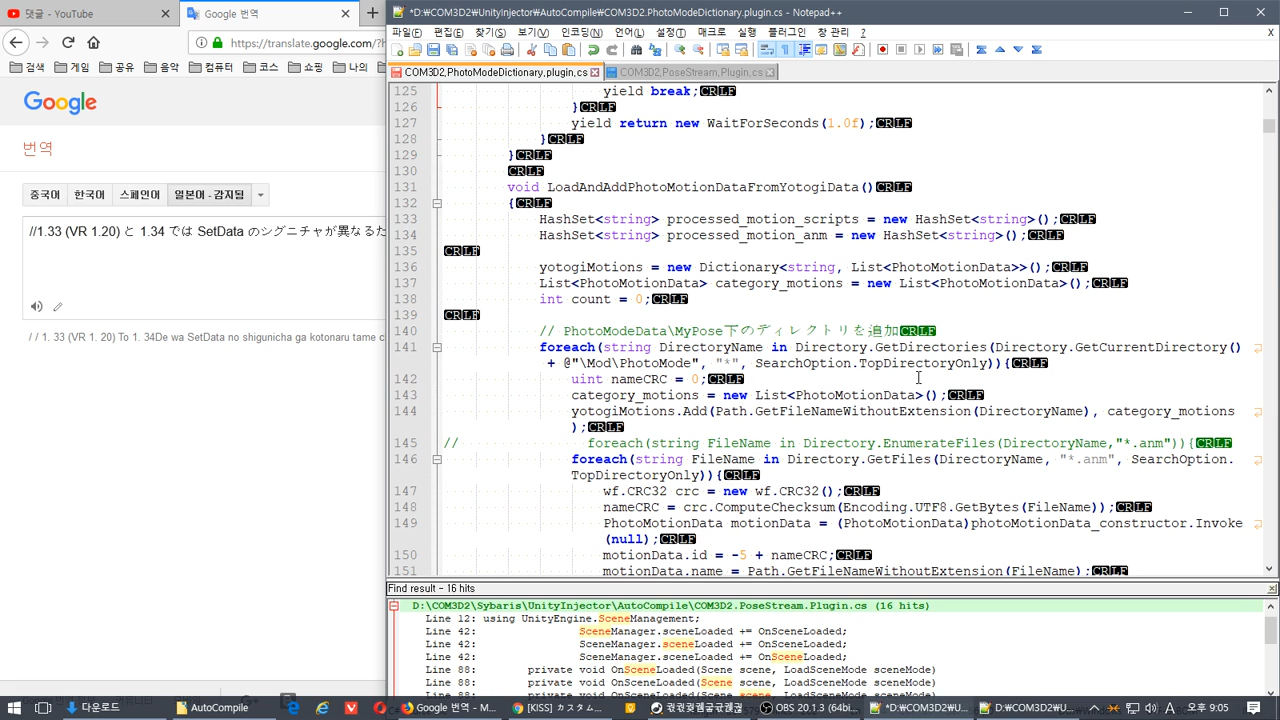 댓글 - YouTube
Google 번역
*D:₩COM3D2₩UnityInjector₩AutoCompile₩COM3D2.PhotoModeDictionary.plugin.cs - Notepad++
파일(F) 편집(E) 찾기(S) 보기(V) 인코딩(N) 언어(L) 설정(T) 매크로 실행 플러그인 창 관리 ?
https://translate.google.com/?h
검색 게임 공유 음악 컴퓨터 코스 쇼핑 나의
COM3D2,PhotoModeDictionary,plugin,cs COM3D2,PoseStream,Plugin,cs
Google
번역
중국어 한국어 스페인어 일본어 - 감지됨
//1.33 (VR 1.20) と 1.34 では SetData のシグニチャが異なるた
/ / 1. 33 (VR 1. 20) To 1. 34De wa SetData no shigunicha ga kotonaru tame c
125 yield break;CRLF
126 }CRLF
127 yield return new WaitForSeconds(1.0f);CRLF
128 }CRLF
129 }CRLF
130 CRLF
131 void LoadAndAddPhotoMotionDataFromYotogiData()CRLF
132 {CRLF
133 HashSet<string> processed_motion_scripts = new HashSet<string>();CRLF
134 HashSet<string> processed_motion_anm = new HashSet<string>();CRLF
135 CRLF
136 yotogiMotions = new Dictionary<string, List<PhotoMotionData>>();CRLF
137 List<PhotoMotionData> category_motions = new List<PhotoMotionData>();CRLF
138 int count = 0;CRLF
139 CRLF
140 // PhotoModeData\MyPose下のディレクトリを追加CRLF
141 foreach(string DirectoryName in Directory.GetDirectories(Directory.GetCurrentDirectory()
+ @"\Mod\PhotoMode", "*", SearchOption.TopDirectoryOnly)){CRLF
142 uint nameCRC = 0;CRLF
143 category_motions = new List<PhotoMotionData>();CRLF
144 yotogiMotions.Add(Path.GetFileNameWithoutExtension(DirectoryName), category_motions
);CRLF
145 // foreach(string FileName in Directory.EnumerateFiles(DirectoryName,"*.anm")){CRLF
146 foreach(string FileName in Directory.GetFiles(DirectoryName, "*.anm", SearchOption.
TopDirectoryOnly)){CRLF
147 wf.CRC32 crc = new wf.CRC32();CRLF
148 nameCRC = crc.ComputeChecksum(Encoding.UTF8.GetBytes(FileName));CRLF
149 PhotoMotionData motionData = (PhotoMotionData)photoMotionData_constructor.Invoke
(null);CRLF
150 motionData.id = -5 + nameCRC;CRLF
151 motionData.name = Path.GetFileNameWithoutExtension(FileName);CRLF
Find result - 16 hits
D:\COM3D2\Sybaris\UnityInjector\AutoCompile\COM3D2.PoseStream.Plugin.cs (16 hits)
Line 12: using UnityEngine.SceneManagement;
Line 42: SceneManager.sceneLoaded += OnSceneLoaded;
Line 42: SceneManager.sceneLoaded += OnSceneLoaded;
Line 42: SceneManager.sceneLoaded += OnSceneLoaded;
Line 88: private void OnSceneLoaded(Scene scene, LoadSceneMode sceneMode)
Line 88: private void OnSceneLoaded(Scene scene, LoadSceneMode sceneMode)
Line 88: private void OnSceneLoaded(Scene scene, LoadSceneMode sceneMode)
다운로드 AutoCompile Google 번역 - M [KISS] カスタム OBS 20.1.3 (64bi *D:₩COM3D2₩U D:₩COM3D2₩Uni A 오후 9:05